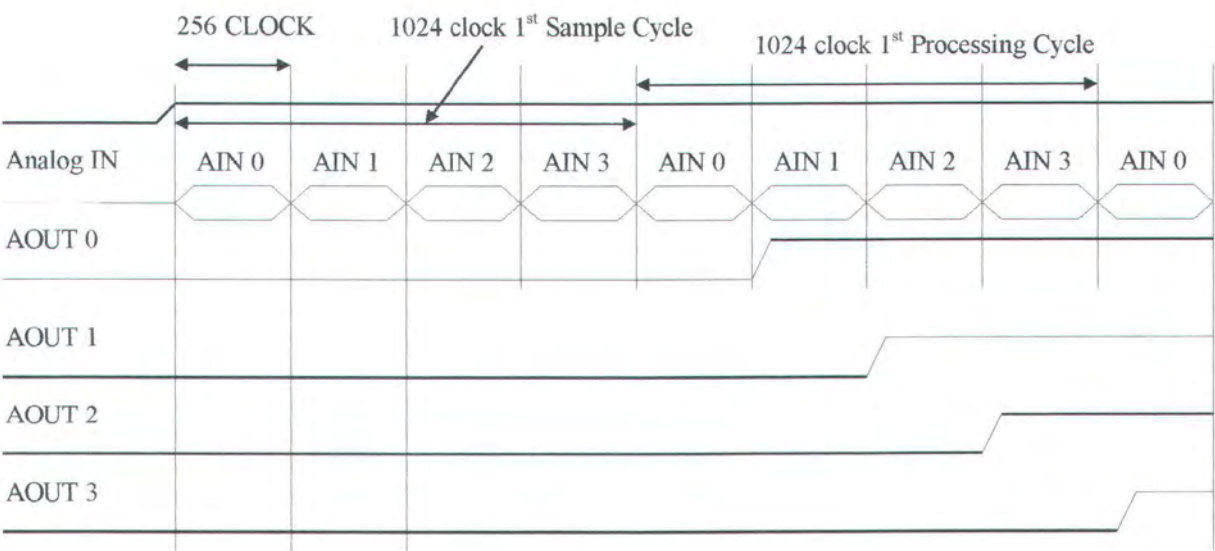 256 CLOCK
1024 clock 1st Sample Cycle
1024 clock 1st Processing Cycle
Analog IN
AIN 0
AIN 1
AIN 2
AIN 3
AIN 0
AIN 1
AIN 2
AIN 3
AIN 0
AOUT 0
AOUT 1
AOUT 2
AOUT 3